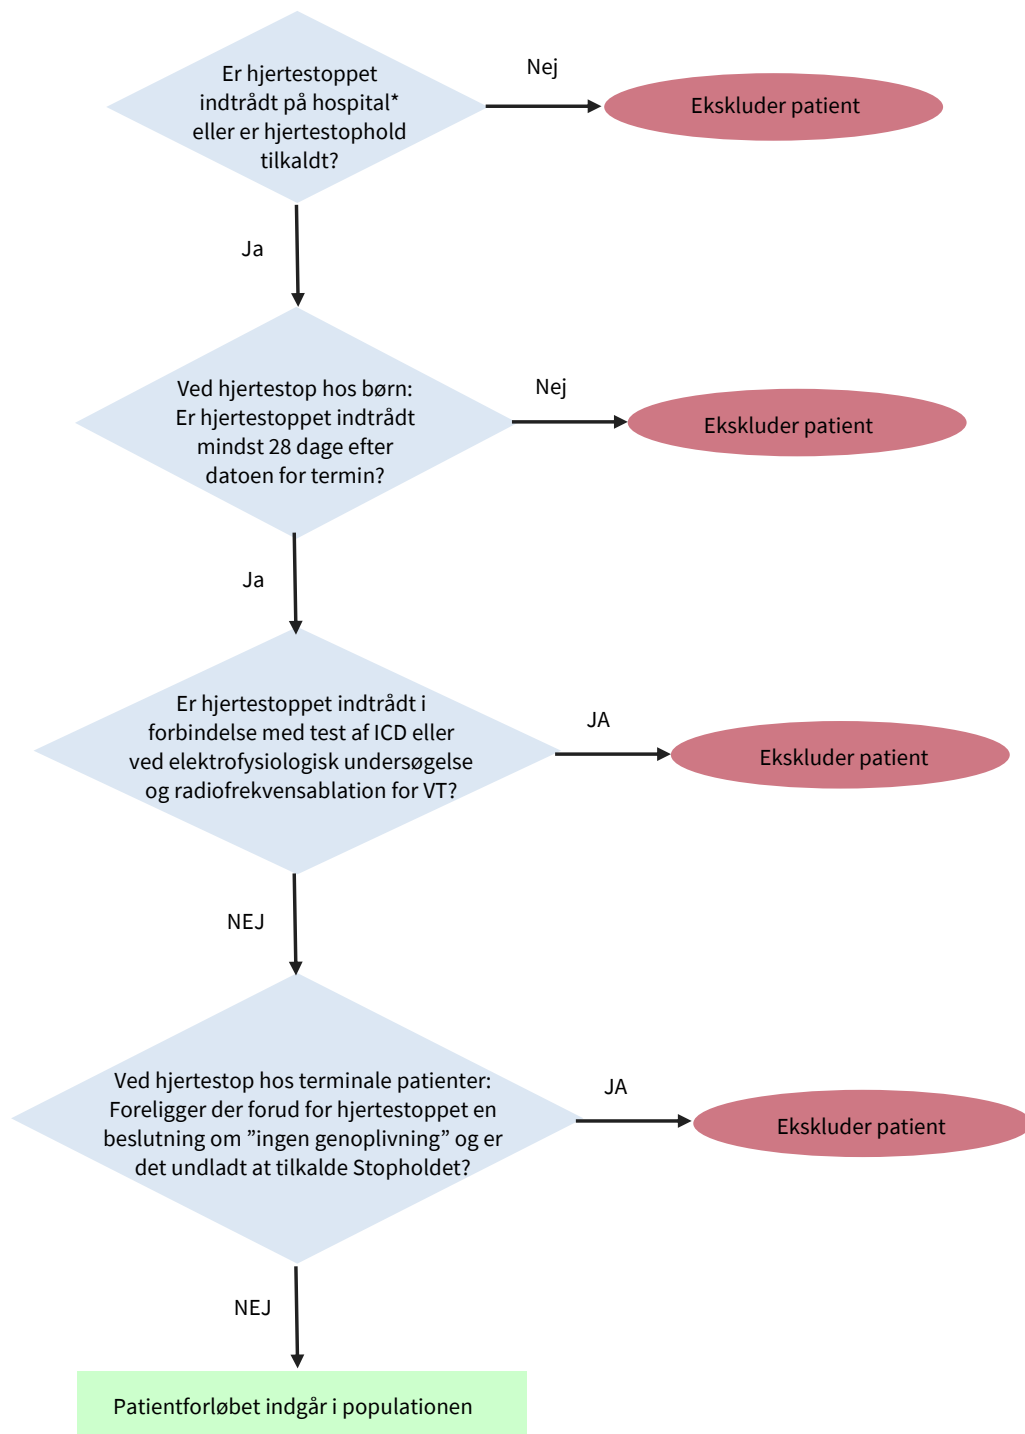 Er hjertestoppet
indtrådt på hospital*
eller er hjertestophold
tilkaldt?
Nej
Ekskluder patient
Ja
Ved hjertestop hos børn:
Er hjertestoppet indtrådt
mindst 28 dage efter
datoen for termin?
Nej
Ekskluder patient
Ja
Er hjertestoppet indtrådt i
forbindelse med test af ICD eller
ved elektrofysiologisk undersøgelse
og radiofrekvensablation for VT?
JA
Ekskluder patient
NEJ
Ved hjertestop hos terminale patienter:
Foreligger der forud for hjertestoppet en
beslutning om ”ingen genoplivning” og er
det undladt at tilkalde Stopholdet?
JA
Ekskluder patient
NEJ
Patientforløbet indgår i populationen